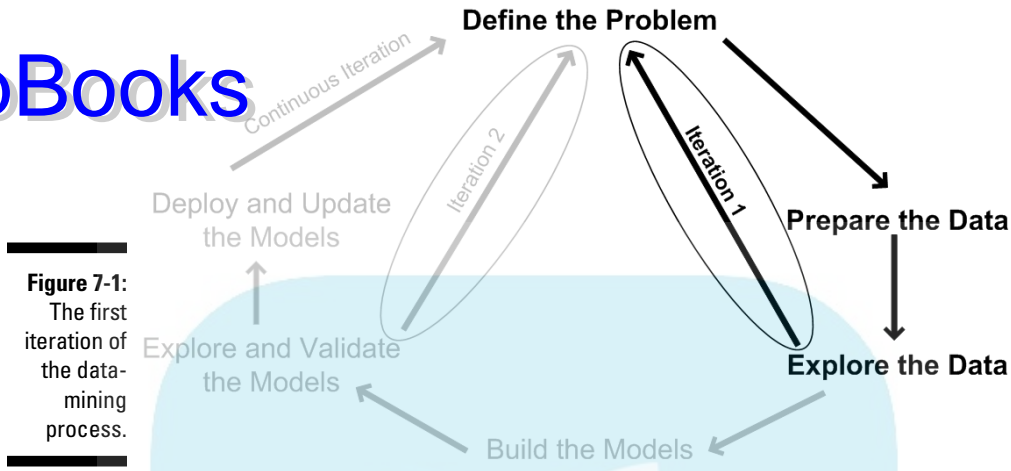 Define the Problem
Continuous Iteration
Books
Iteration 2
Iteration 1
Deploy and Update
the Models
Prepare the Data
Figure 7-1:
The first
iteration of
the data-
mining
process.
Explore and Validate
the Models
Explore the Data
Build the Models